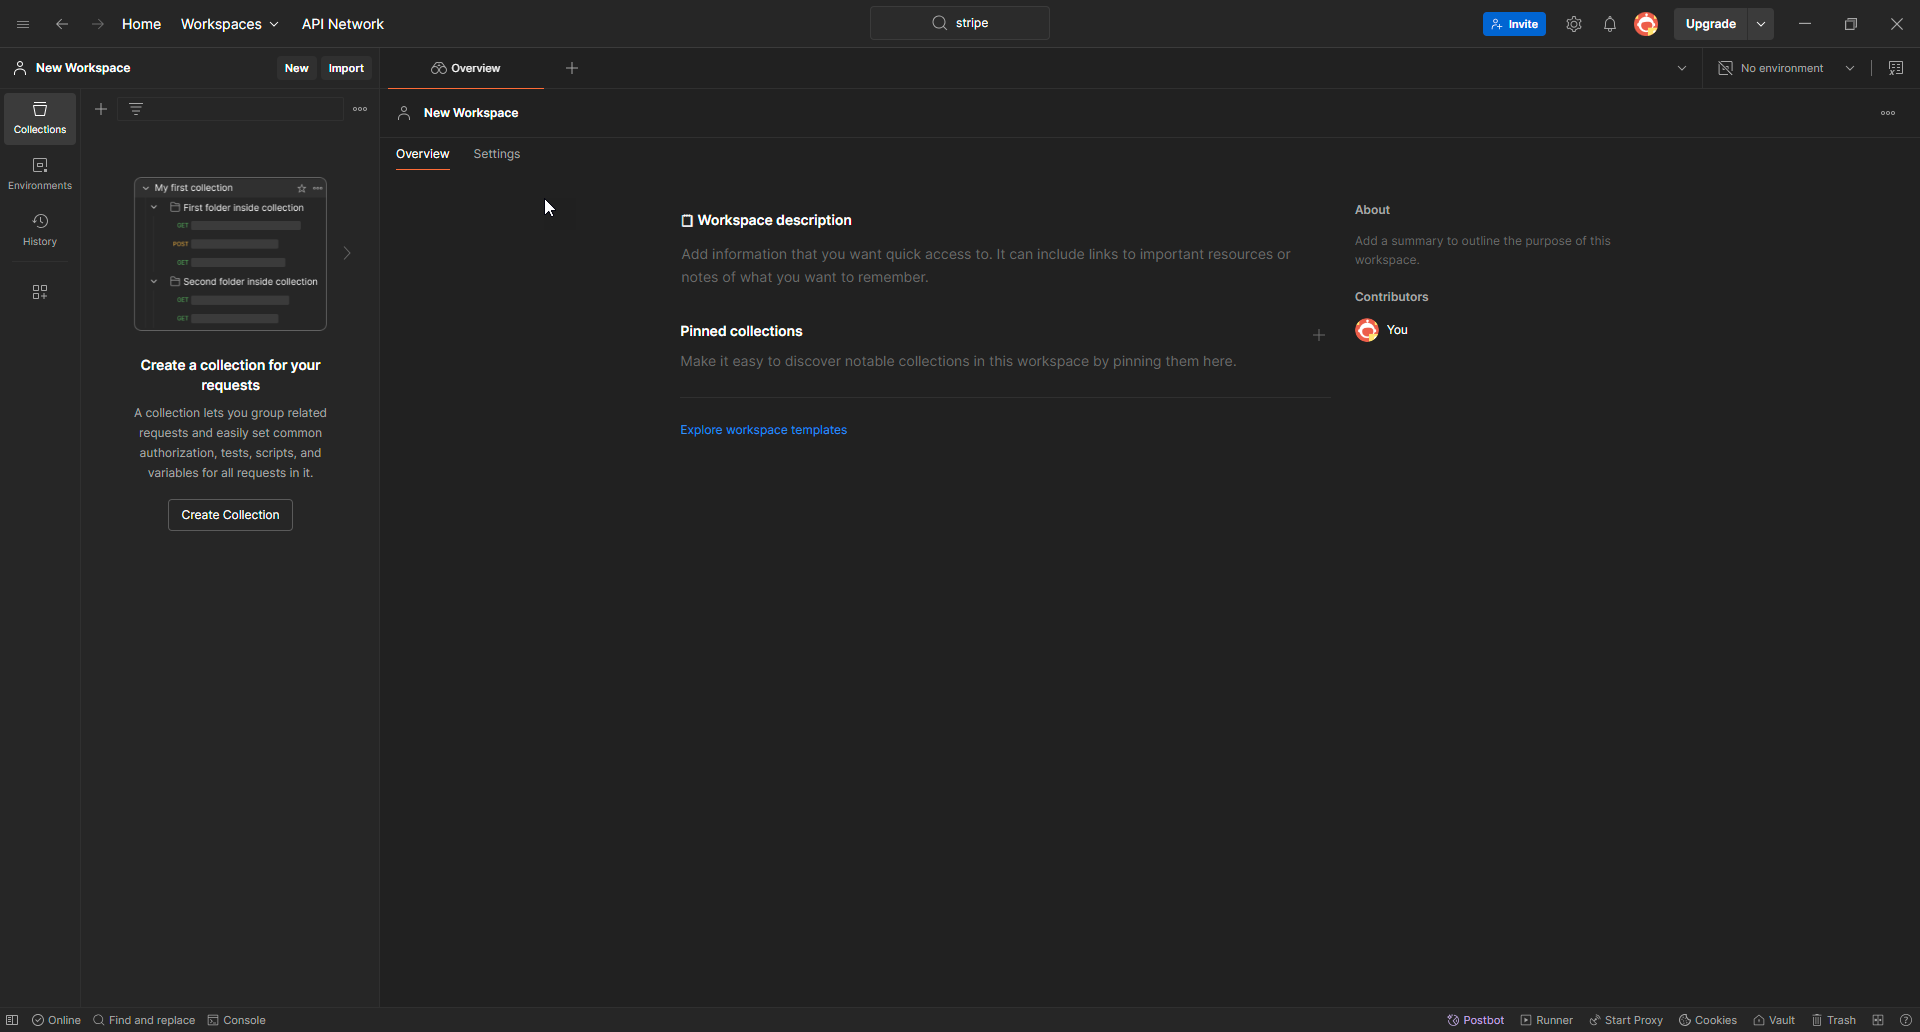 Home Workspaces API Network stripe Invite Upgrade
New Workspace New Import Overview No environment
Collections
Environments
History
My first collection
First folder inside collection
GET
POST
GET
Second folder inside collection
GET
GET
Create a collection for your
requests
A collection lets you group related
requests and easily set common
authorization, tests, scripts, and
variables for all requests in it.
Create Collection
New Workspace
Overview Settings
Workspace description
Add information that you want quick access to. It can include links to important resources or
notes of what you want to remember.
Pinned collections
Make it easy to discover notable collections in this workspace by pinning them here.
Explore workspace templates
About
Add a summary to outline the purpose of this
workspace.
Contributors
You
Online Find and replace Console Postbot Runner Start Proxy Cookies Vault Trash